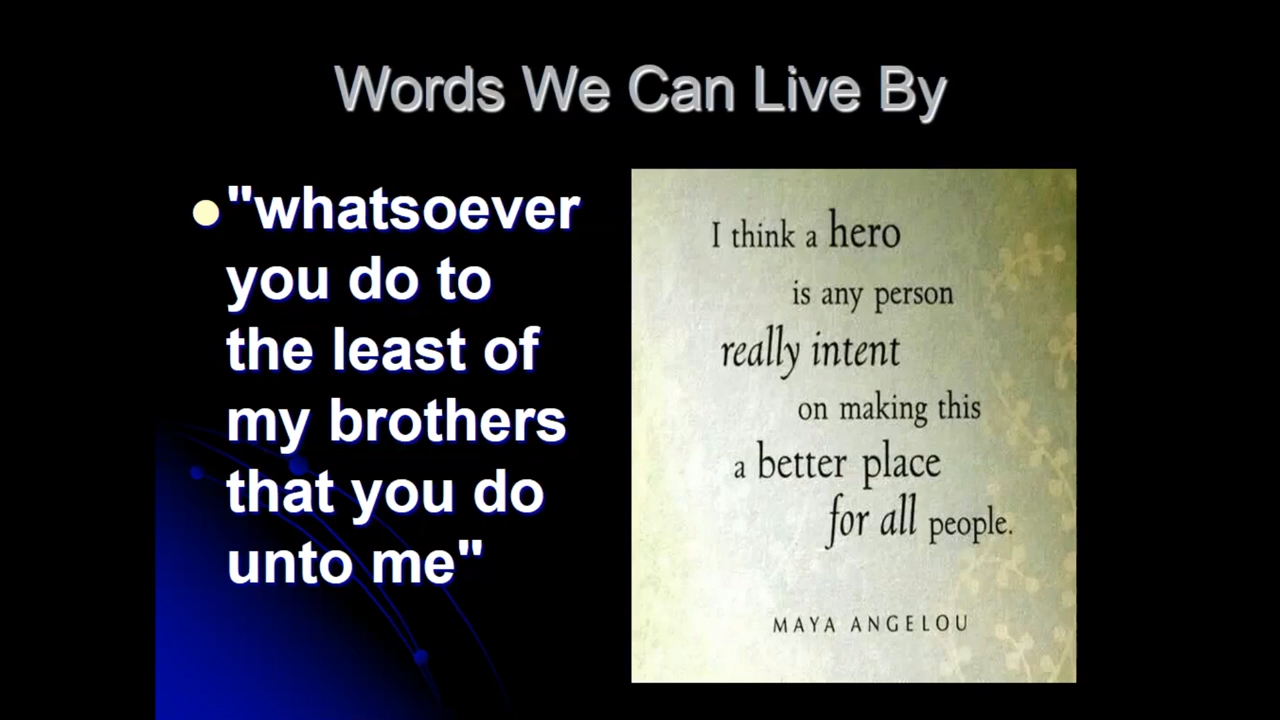 Words We Can Live By
"whatsoever
you do to
the least of
my brothers
that you do
unto me"
I think a hero
is any person
really intent
on making this
a better place
for all people.
MAYA ANGELOU